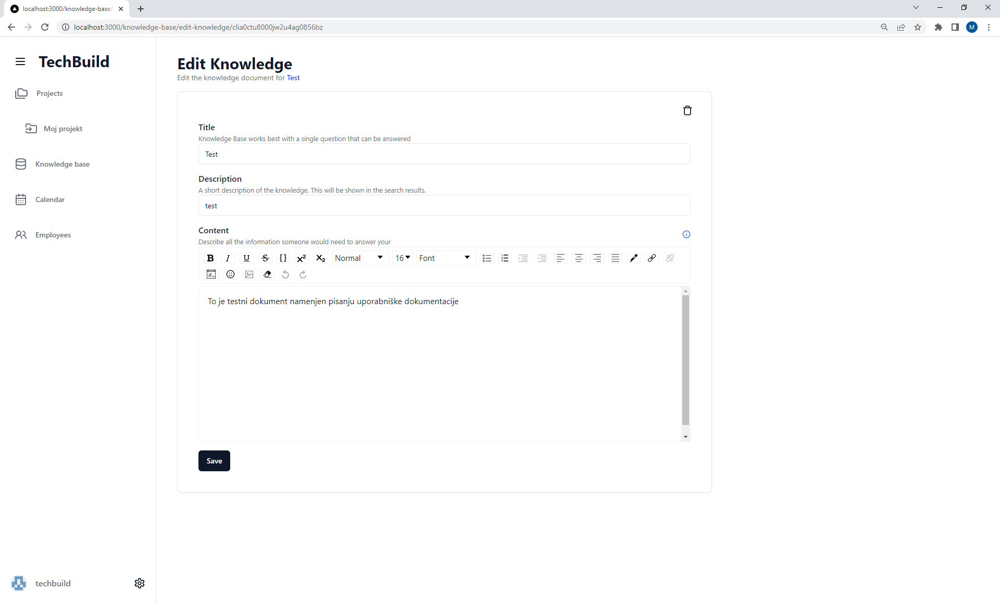 localhost:3000/knowledge-base/
localhost:3000/knowledge-base/edit-knowledge/clia0ctu8000jw2u4ag0856bz
M
TechBuild
Projects
Moj projekt
Knowledge base
Calendar
Employees
techbuild
Edit Knowledge
Edit the knowledge document for Test
Title
Knowledge Base works best with a single question that can be answered
Test
Description
A short description of the knowledge. This will be shown in the search results.
test
Content
Describe all the information someone would need to answer your
B I U S {} x² X₂ Normal 16 Font
To je testni dokument namenjen pisanju uporabniške dokumentacije
Save